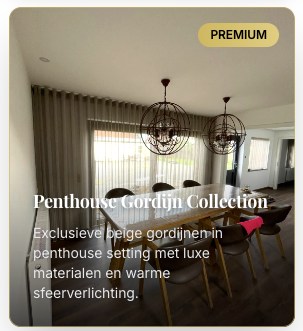 PREMIUM
Penthouse Gordijn Collection
Exclusieve beige gordijnen in
penthouse setting met luxe
materialen en warme
sfeerverlichting.